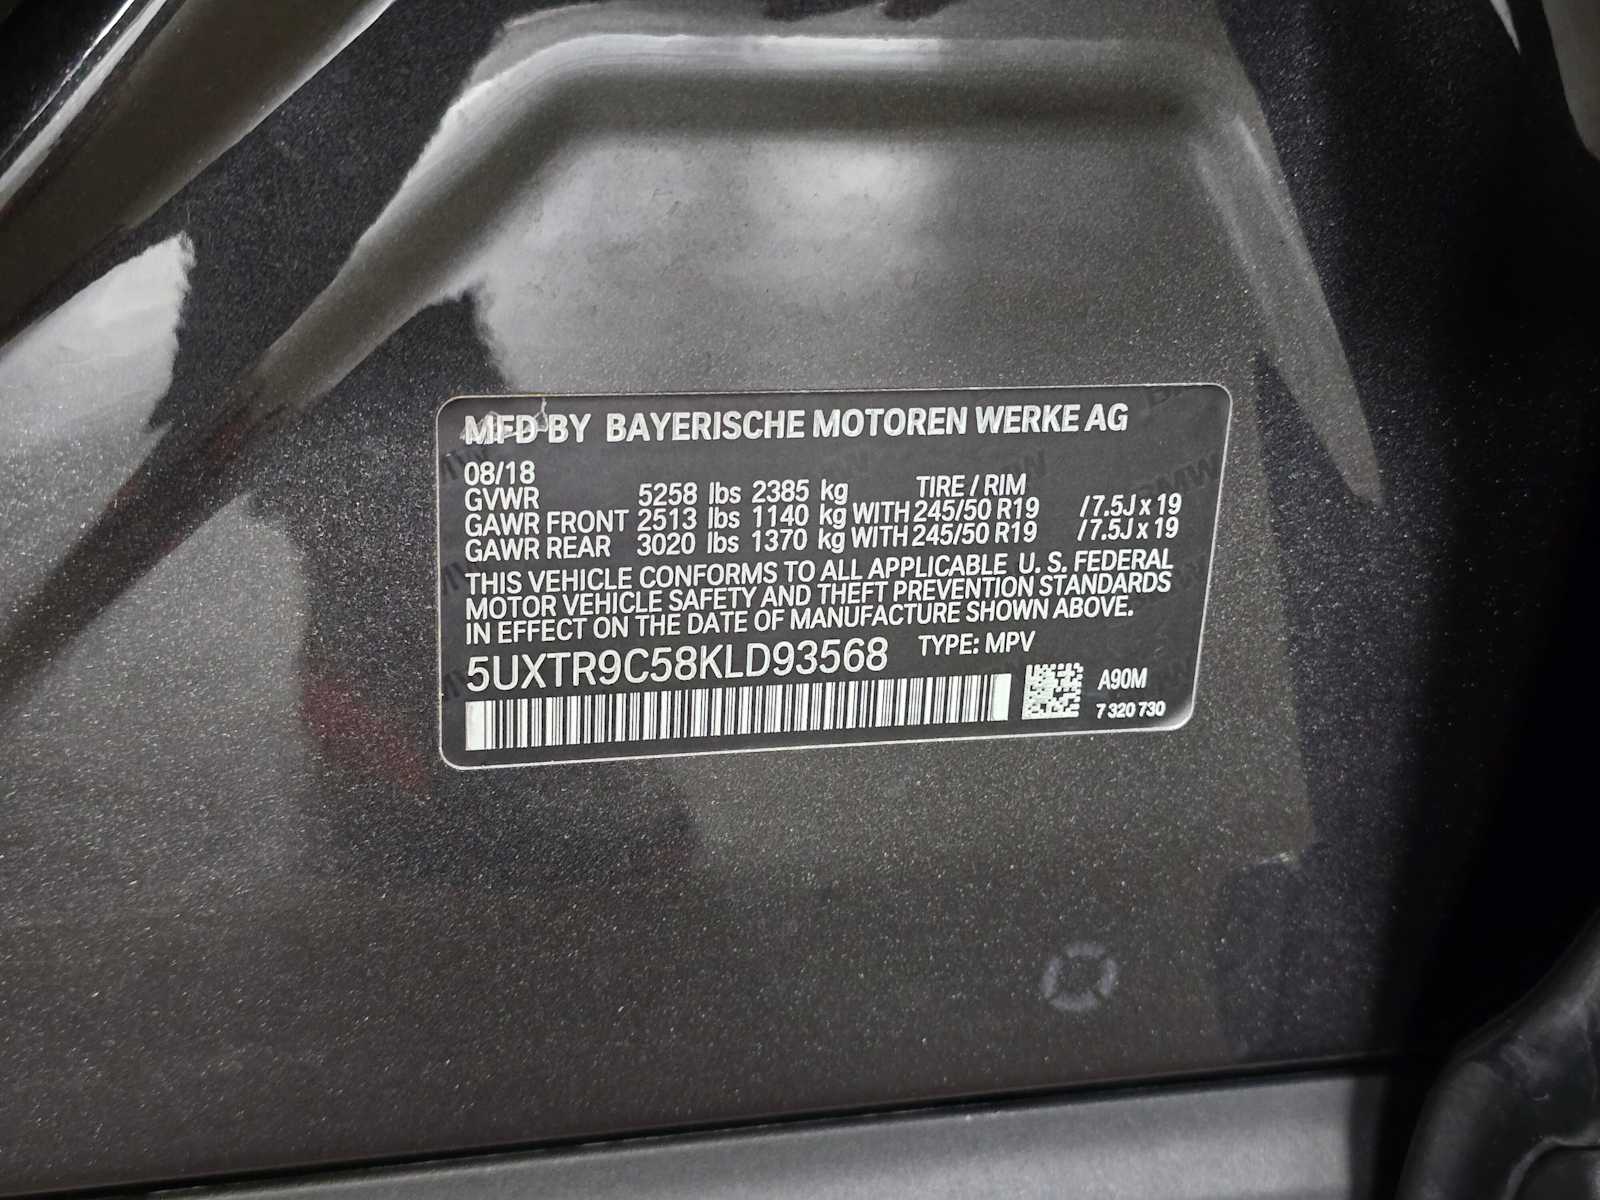 MFD BY BAYERISCHE MOTOREN WERKE AG
08/18
GVWR 5258 lbs 2385 kg TIRE / RIM
GAWR FRONT 2513 lbs 1140 kg WITH 245/50 R19 / 7.5J x 19
GAWR REAR 3020 lbs 1370 kg WITH 245/50 R19 / 7.5J x 19
THIS VEHICLE CONFORMS TO ALL APPLICABLE U. S. FEDERAL
MOTOR VEHICLE SAFETY AND THEFT PREVENTION STANDARDS
IN EFFECT ON THE DATE OF MANUFACTURE SHOWN ABOVE.
5UXTR9C58KLD93568 TYPE: MPV
A90M
7 320 730